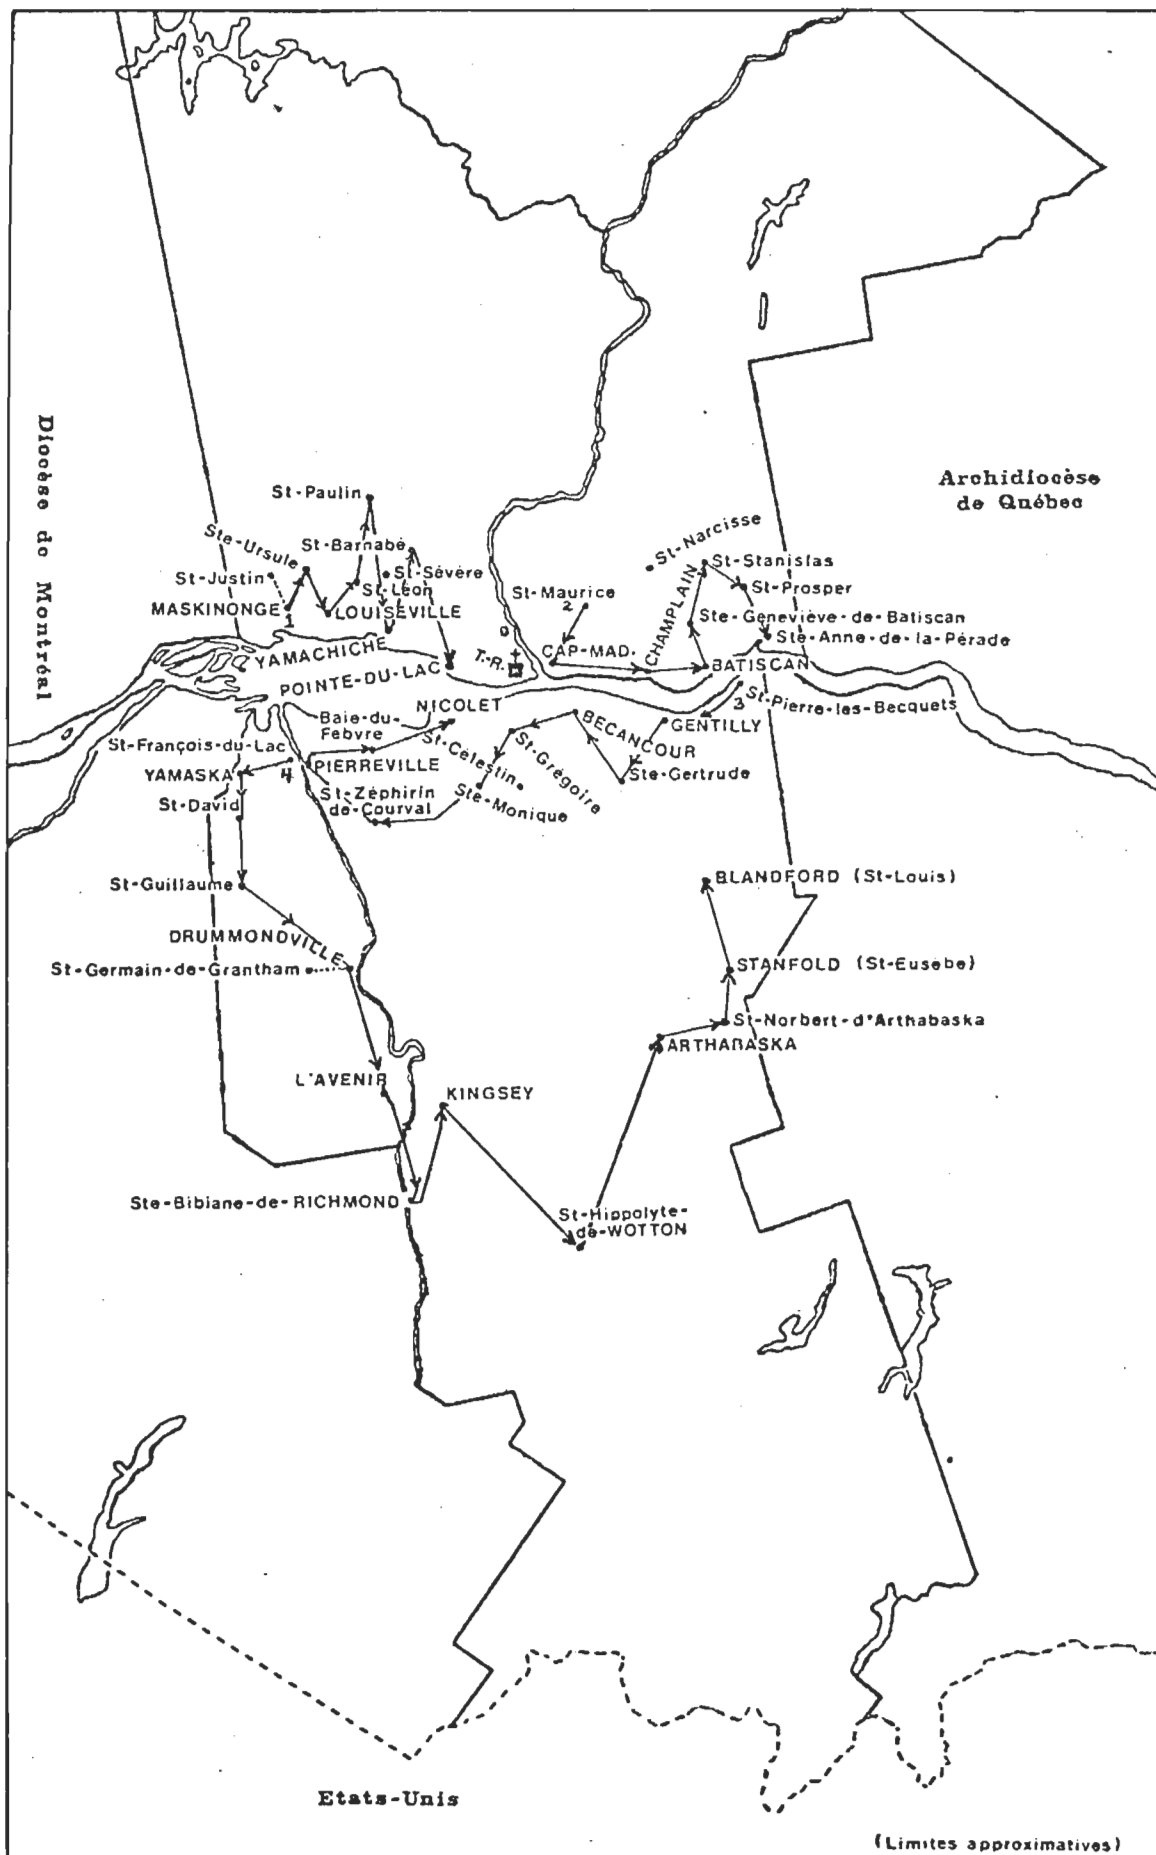 Diocèse de Montréal
Archidiocèse
de Québec
St-Paulin
Ste-Ursule
St-Barnabé
St-Justin
St-Sévère
St-Léon
MASKINONGE
1
LOUISEVILLE
YAMACHICHE
POINTE-DU-LAC
T.-R.
St-Narcisse
St-Stanislas
St-Prosper
St-Maurice
2
CHAMPLAIN
Ste-Geneviève-de-Batiscan
Ste-Anne-de-la-Pérade
CAP-MAD.
BATISCAN
3
St-Pierre-les-Becquets
NICOLET
Baie-du-
Febvre
BECANCOUR
GENTILLY
St-François-du-Lac
4
PIERREVILLE
St-Célestin
St-Grégoire
Ste-Gertrude
YAMASKA
St-David
St-Zéphirin
de-Courval
Ste-Monique
St-Guillaume
BLANDFORD (St-Louis)
DRUMMONDVILLE
St-Germain-de-Grantham
STANFOLD (St-Eusèbe)
St-Norbert-d'Arthabaska
ARTHABASKA
L'AVENIR
KINGSEY
Ste-Bibiane-de-RICHMOND
St-Hippolyte-
de-WOTTON
Etats-Unis
(Limites approximatives)